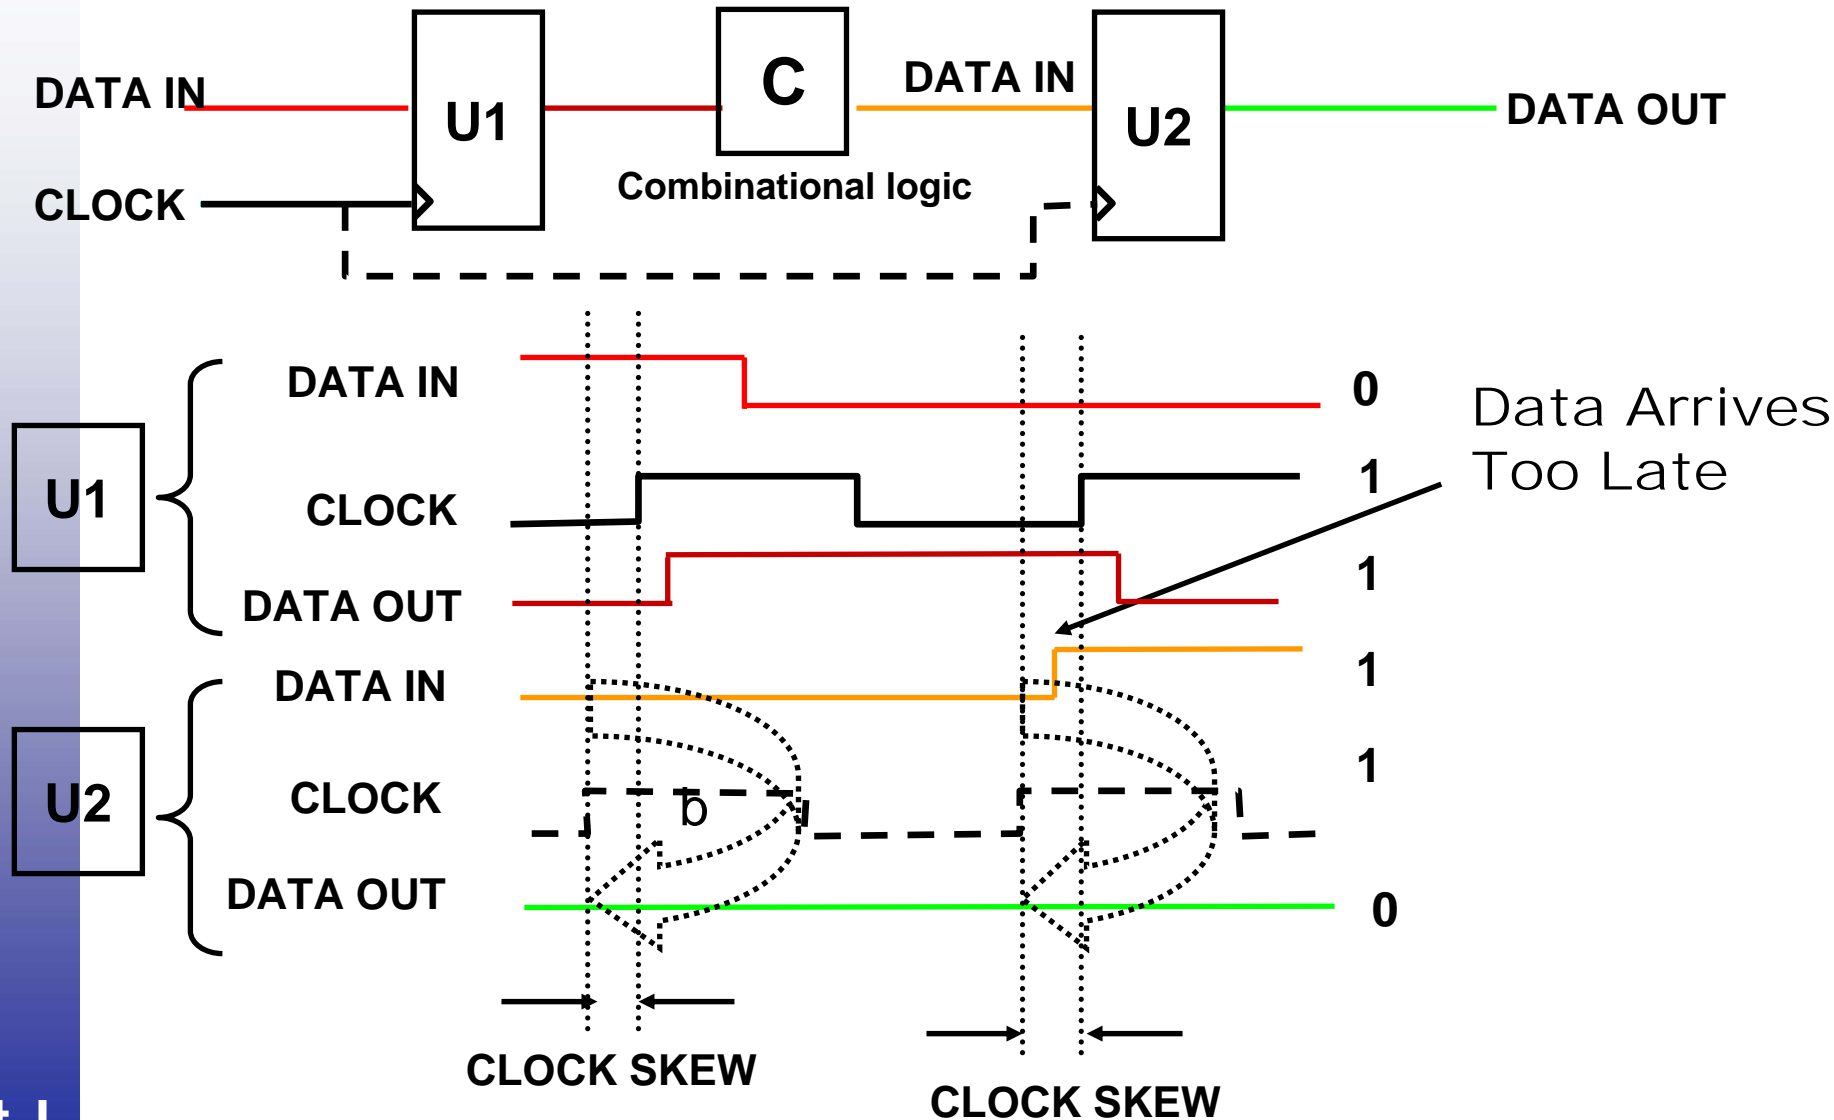 DATA IN
U1
C
DATA IN
U2
DATA OUT
CLOCK
Combinational logic
U1
DATA IN
0
CLOCK
1
DATA OUT
1
Data Arrives
Too Late
U2
DATA IN
1
CLOCK
b
1
DATA OUT
0
CLOCK SKEW
CLOCK SKEW